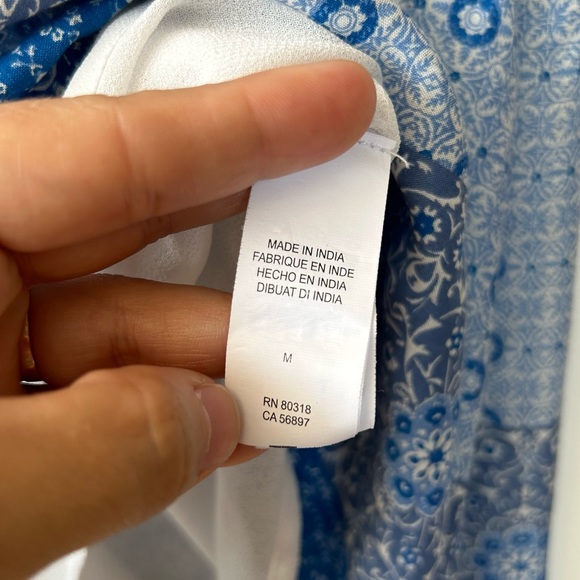 MADE IN INDIA
FABRIQUE EN INDE
HECHO EN INDIA
DIBUAT DI INDIA
M
RN 80318
CA 56897